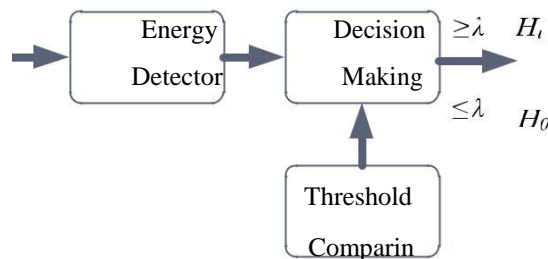 Energy
Detector
Decision
Making
≥λ H₁
≤λ H₀
Threshold
Comparin